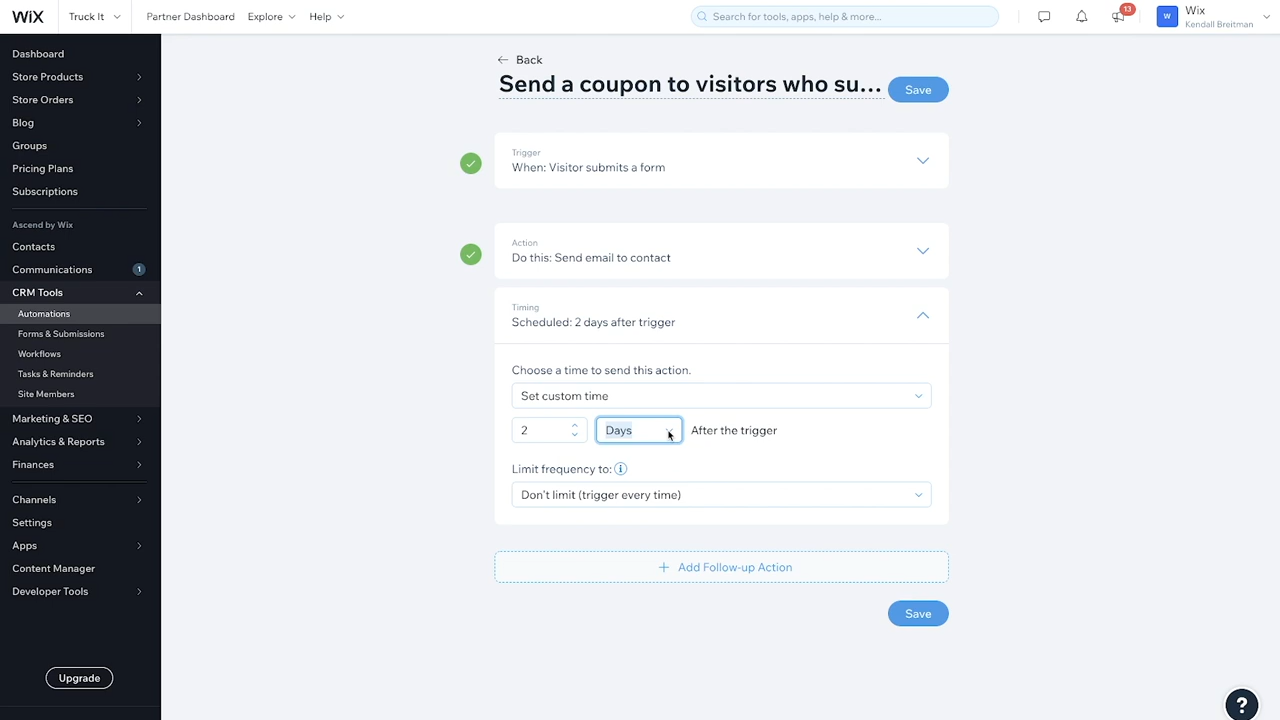 WiX
Truck It
Partner Dashboard
Explore
Help
Search for tools, apps, help & more...
13
W
Wix
Kendall Breitman
Dashboard
Store Products
Store Orders
Blog
Groups
Pricing Plans
Subscriptions
Ascend by Wix
Contacts
Communications 1
CRM Tools
Automations
Forms & Submissions
Workflows
Tasks & Reminders
Site Members
Marketing & SEO
Analytics & Reports
Finances
Channels
Settings
Apps
Content Manager
Developer Tools
Upgrade
Back
Send a coupon to visitors who su...
Save
Trigger
When: Visitor submits a form
Action
Do this: Send email to contact
Timing
Scheduled: 2 days after trigger
Choose a time to send this action.
Set custom time
2 Days After the trigger
Limit frequency to: i
Don't limit (trigger every time)
+ Add Follow-up Action
Save
?